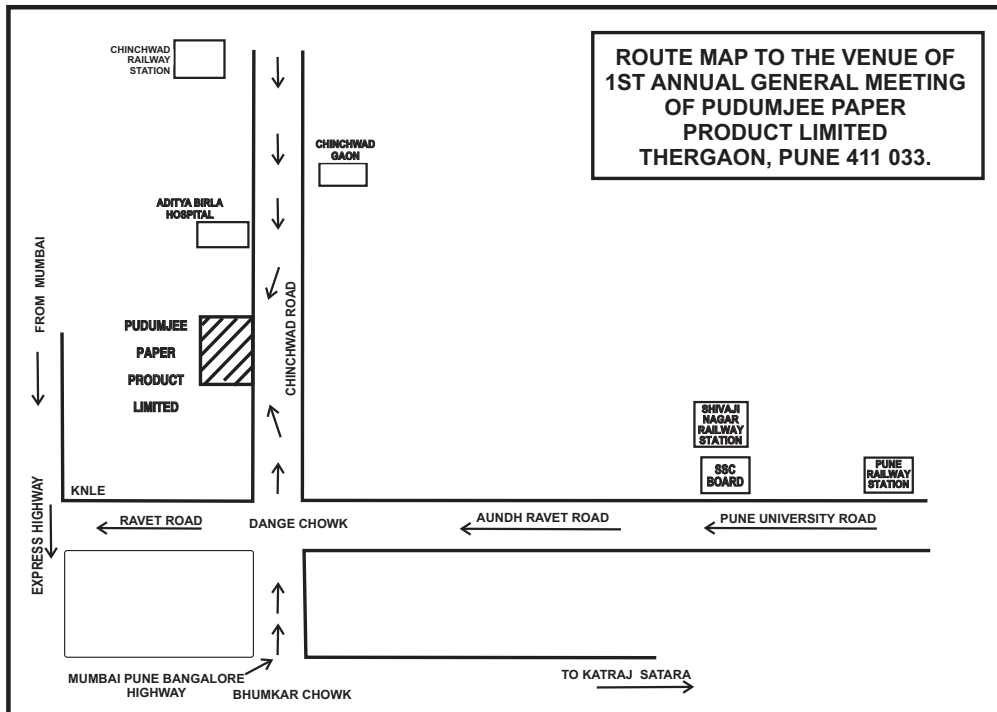 CHINCHWAD
RAILWAY
STATION
ROUTE MAP TO THE VENUE OF
1ST ANNUAL GENERAL MEETING
OF PUDUMJEE PAPER
PRODUCT LIMITED
THERGAON, PUNE 411 033.
CHINCHWAD
GAON
ADITYA BIRLA
HOSPITAL
FROM MUMBAI
CHINCHWAD ROAD
PUDUMJEE
PAPER
PRODUCT
LIMITED
SHIVAJI
NAGAR
RAILWAY
STATION
SSC
BOARD
PUNE
RAILWAY
STATION
KNLE
EXPRESS HIGHWAY
RAVET ROAD
DANGE CHOWK
AUNDH RAVET ROAD
PUNE UNIVERSITY ROAD
MUMBAI PUNE BANGALORE
HIGHWAY
BHUMKAR CHOWK
TO KATRAJ SATARA